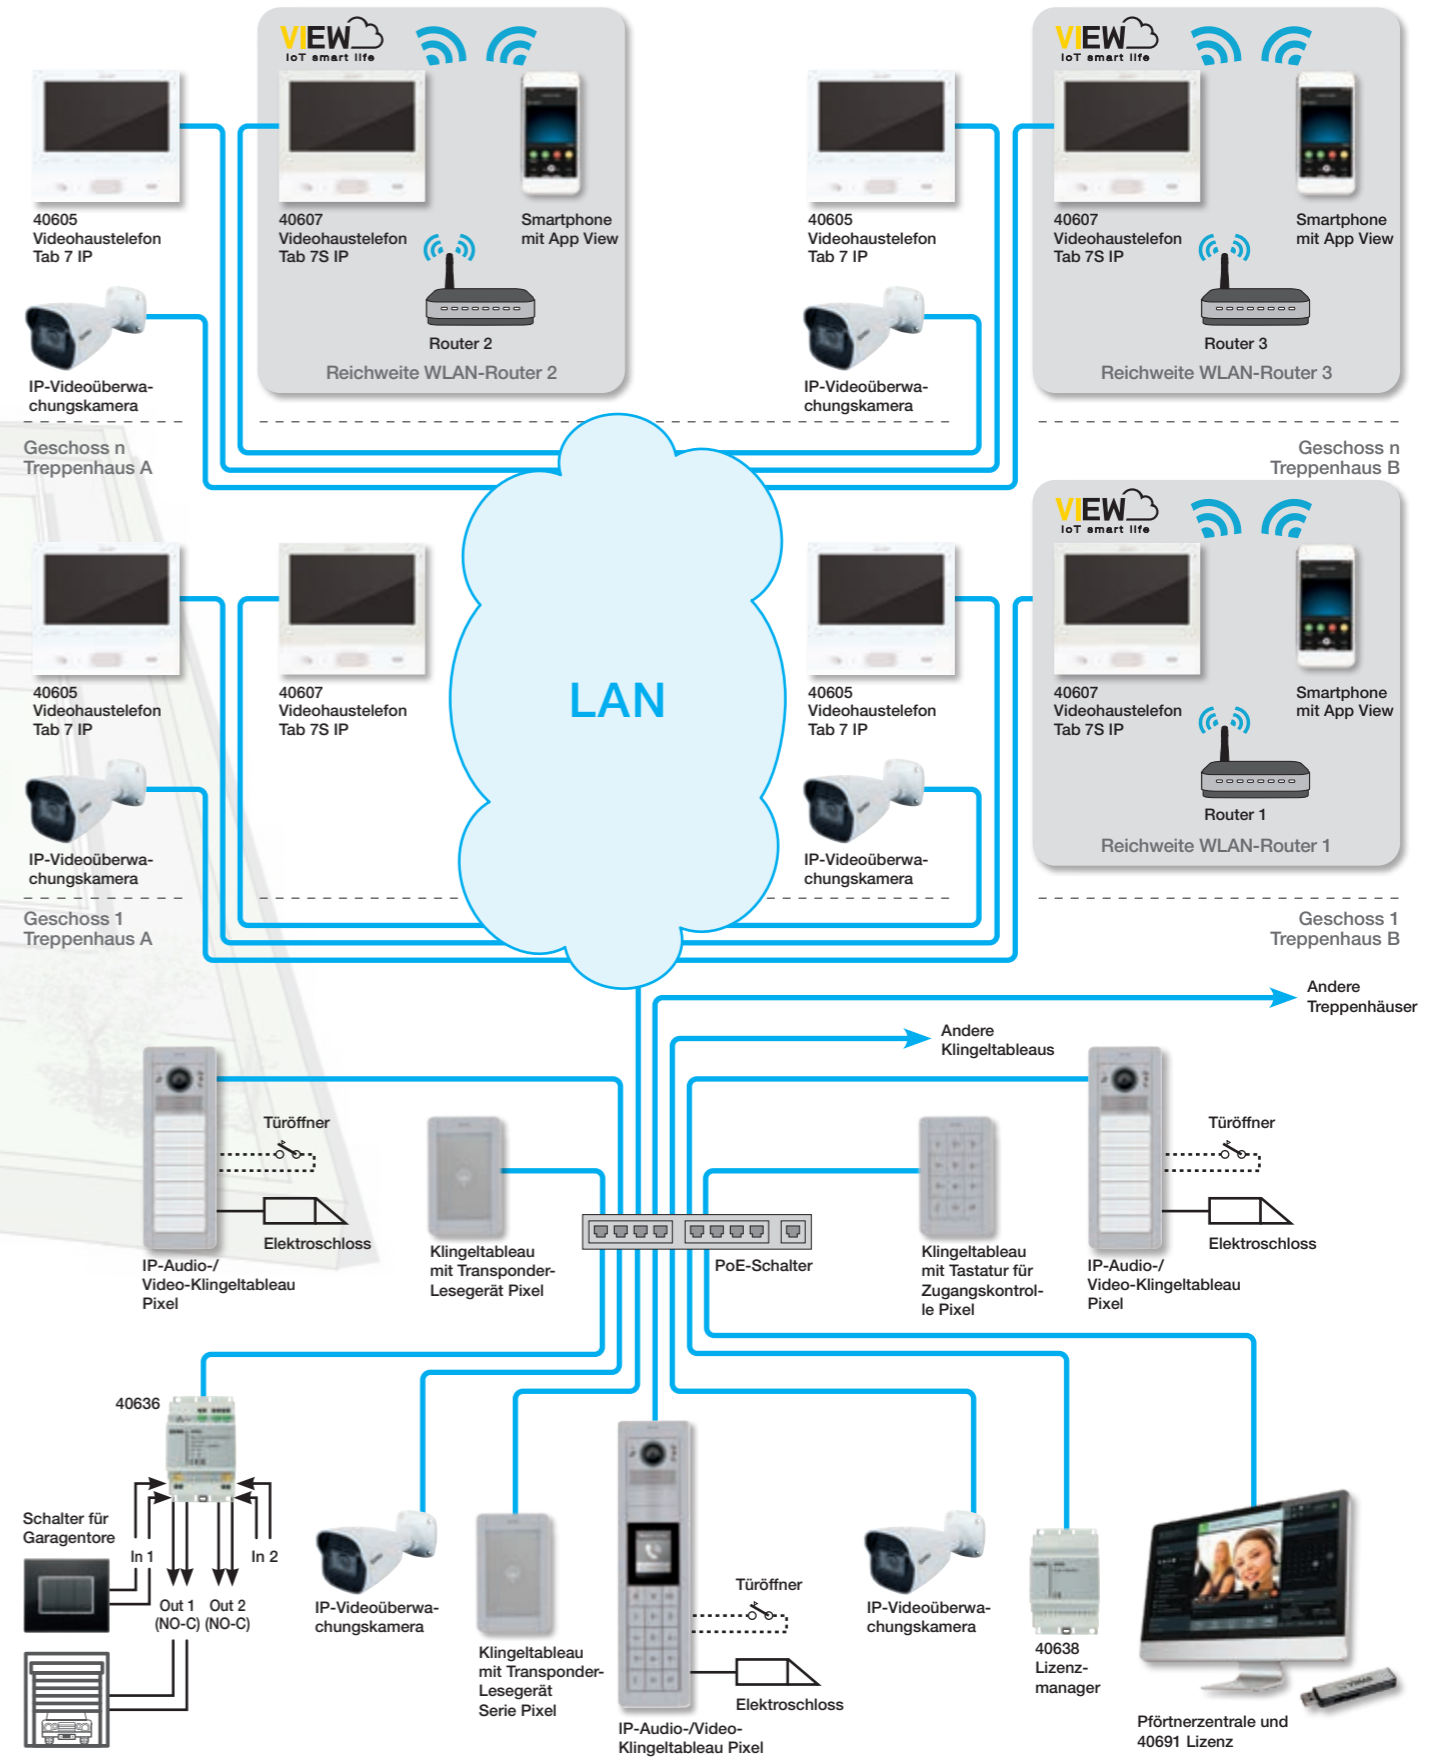 VIEW
IoT smart life
VIEW
IoT smart life
40605
Videohaustelefon
Tab 7 IP
40607
Videohaustelefon
Tab 7S IP
Smartphone
mit App View
40605
Videohaustelefon
Tab 7 IP
40607
Videohaustelefon
Tab 7S IP
Smartphone
mit App View
Router 2
Reichweite WLAN-Router 2
Router 3
Reichweite WLAN-Router 3
IP-Videoüberwa-
chungskamera
IP-Videoüberwa-
chungskamera
Geschoss n
Treppenhaus A
Geschoss n
Treppenhaus B
VIEW
IoT smart life
LAN
40605
Videohaustelefon
Tab 7 IP
40607
Videohaustelefon
Tab 7S IP
40605
Videohaustelefon
Tab 7 IP
40607
Videohaustelefon
Tab 7S IP
Smartphone
mit App View
Router 1
Reichweite WLAN-Router 1
IP-Videoüberwa-
chungskamera
IP-Videoüberwa-
chungskamera
Geschoss 1
Treppenhaus A
Geschoss 1
Treppenhaus B
Andere
Treppenhäuser
Andere
Klingeltableaus
Türöffner
Elektroschloss
IP-Audio-/
Video-Klingeltableau
Pixel
Klingeltableau
mit Transponder-
Lesegerät Pixel
PoE-Schalter
Klingeltableau
mit Tastatur für
Zugangskontrol-
le Pixel
Türöffner
Elektroschloss
IP-Audio-/
Video-Klingeltableau
Pixel
40636
Schalter für
Garagentore
In 1
In 2
Out 1
(NO-C)
Out 2
(NO-C)
IP-Videoüberwa-
chungskamera
Klingeltableau
mit Transponder-
Lesegerät
Serie Pixel
Türöffner
Elektroschloss
IP-Audio-/Video-
Klingeltableau Pixel
IP-Videoüberwa-
chungskamera
40638
Lizenz-
manager
Pförtnerzentrale und
40691 Lizenz